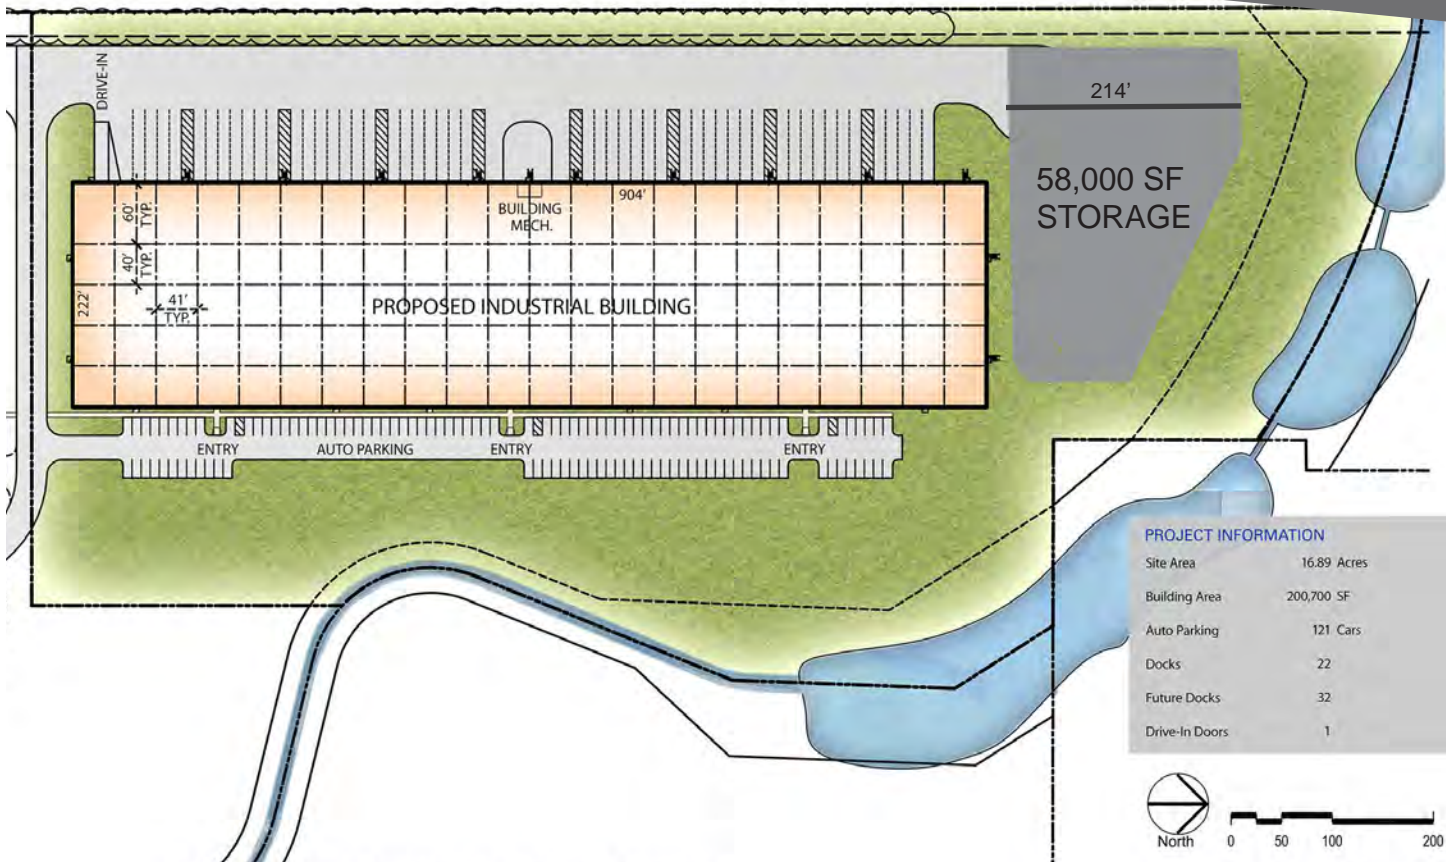 DRIVE-IN
214'
58,000 SF
STORAGE
904'
BUILDING
MECH.
60'
TYP.
40'
TYP.
41'
TYP.
222'
PROPOSED INDUSTRIAL BUILDING
ENTRY
AUTO PARKING
ENTRY
ENTRY
PROJECT INFORMATION
Site Area 16.89 Acres
Building Area 200,700 SF
Auto Parking 121 Cars
Docks 22
Future Docks 32
Drive-In Doors 1
North
0 50 100 200